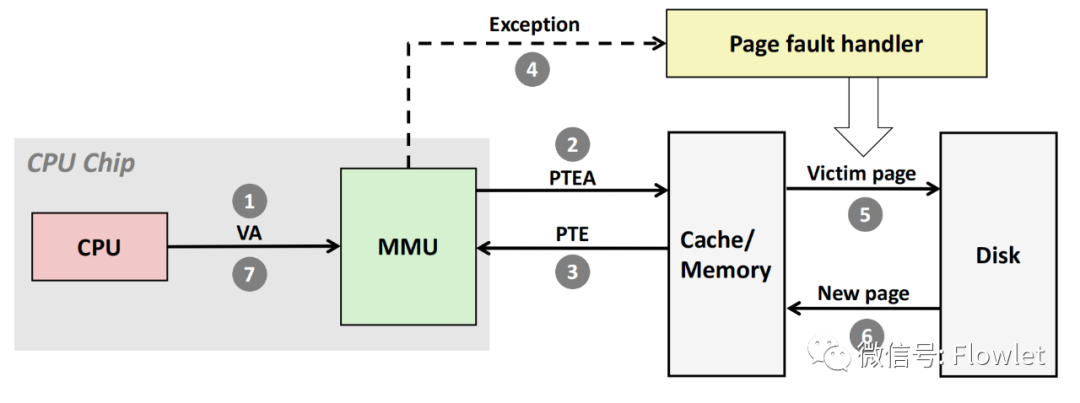 Exception
4
Page fault handler
CPU Chip
2
PTEA
Victim page
5
1
VA
7
CPU
MMU
PTE
3
Cache/
Memory
Disk
New page
6
微信号: Flowlet